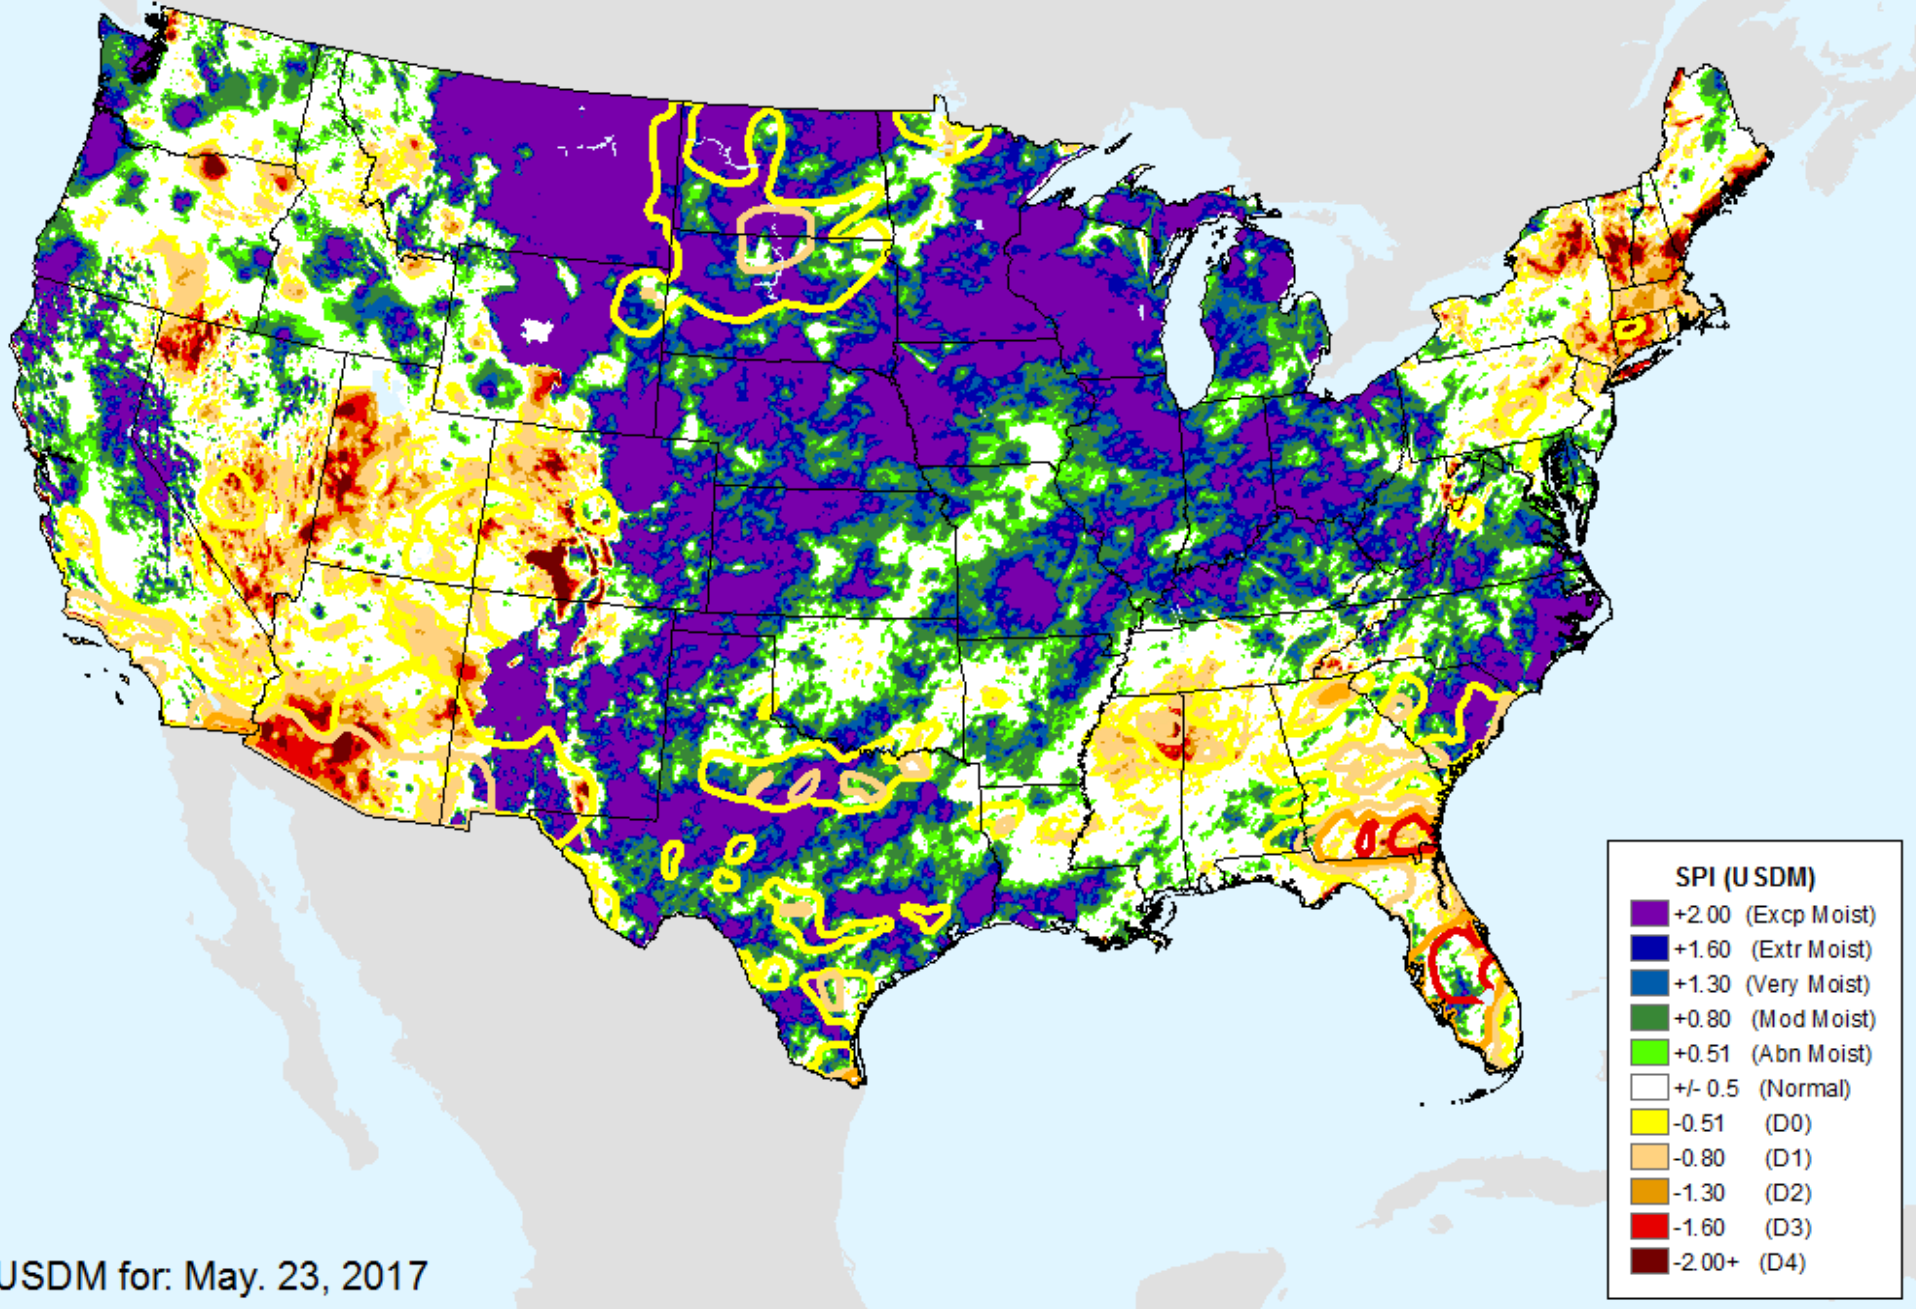 SPI (USDM)
+2.00 (Excp Moist)
+1.60 (Extr Moist)
+1.30 (Very Moist)
+0.80 (Mod Moist)
+0.51 (Abn Moist)
+/- 0.5 (Normal)
-0.51 (D0)
-0.80 (D1)
-1.30 (D2)
-1.60 (D3)
-2.00+ (D4)
USDM for: May. 23, 2017